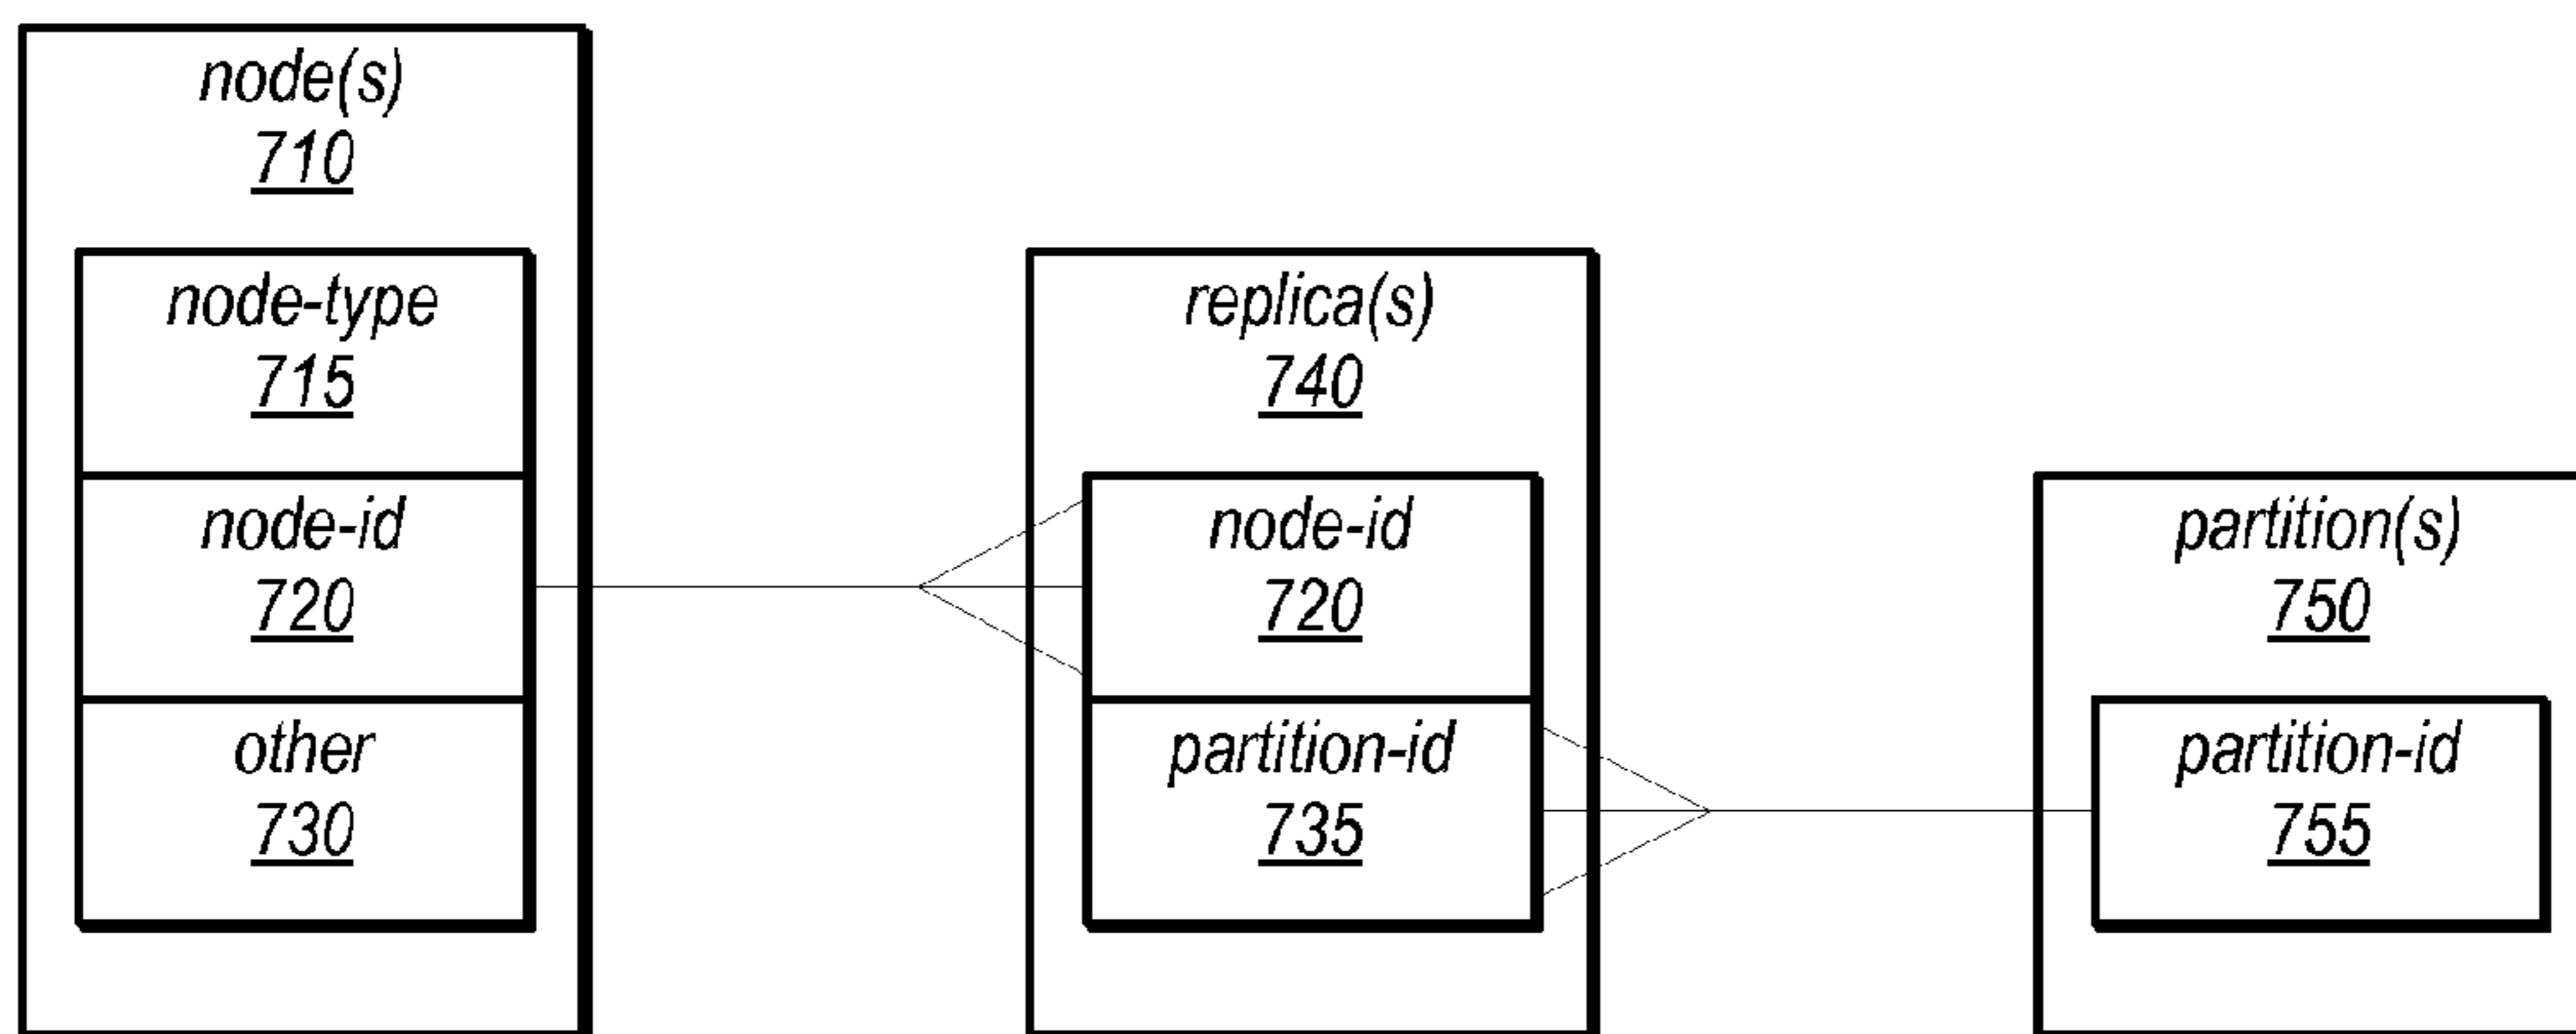 node(s)
710
node-type
715
node-id
720
other
730
replica(s)
740
node-id
720
partition-id
735
partition(s)
750
partition-id
755